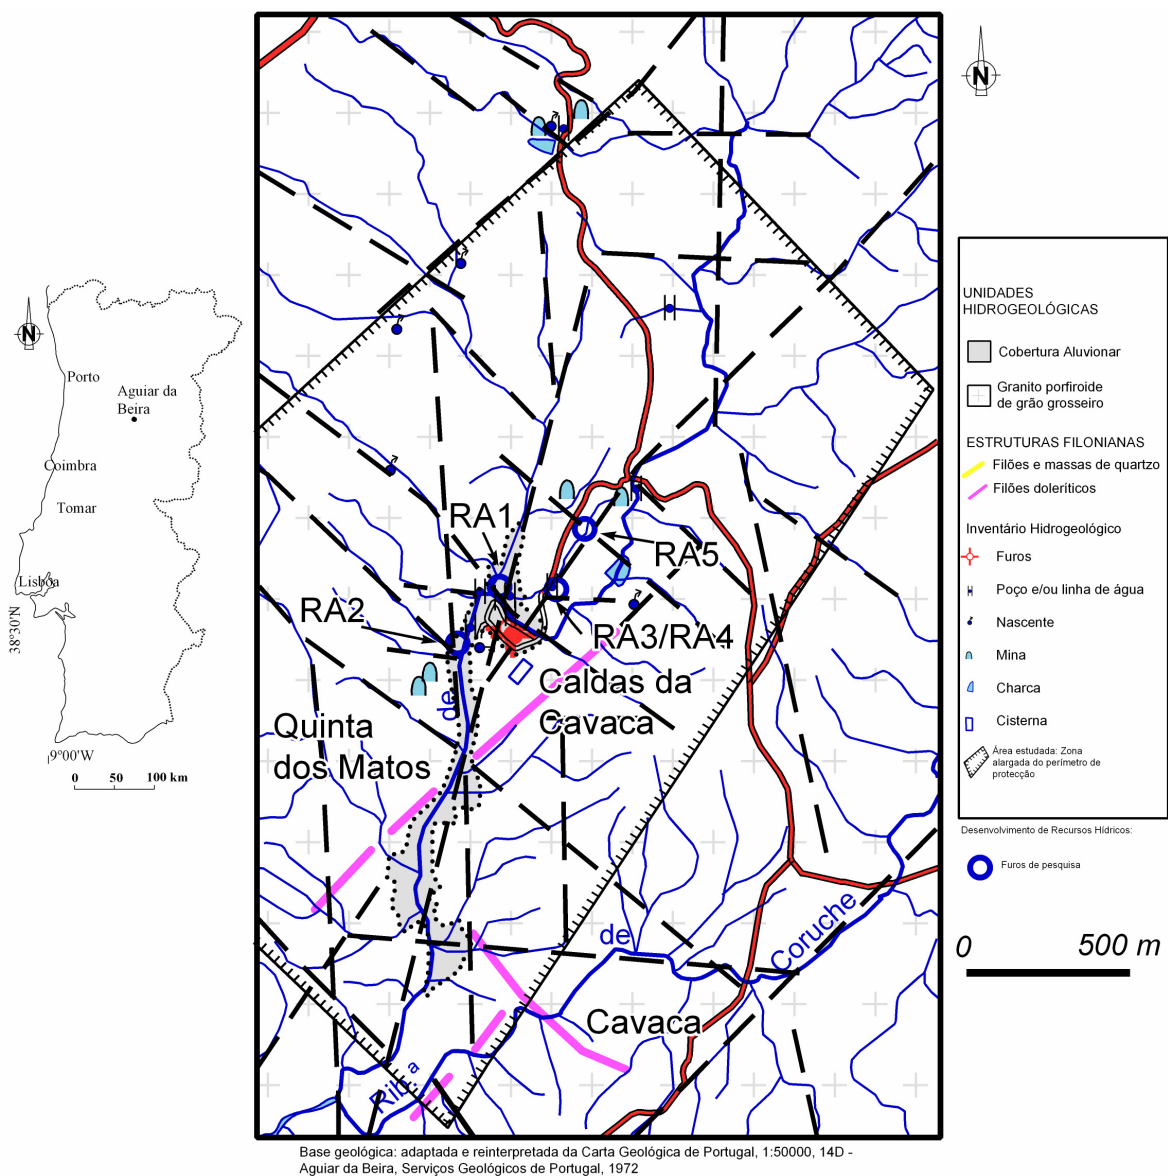 N
N
Porto
Aguiar da
Beira
Coimbra
Tomar
Lisboa
38°30'N
9°00'W
0 50 100 km
RA1
RA5
RA2
RA3/RA4
Caldas da
Cavaca
de
Quinta
dos Matos
de
Coruche
Cavaca
Rib.ª
UNIDADES
HIDROGEOLÓGICAS
Cobertura Aluvionar
Granito porfiroide
de grão grosseiro
ESTRUTURAS FILONIANAS
Filões e massas de quartzo
Filões doleríticos
Inventário Hidrogeológico
Furos
Poço e/ou linha de água
Nascente
Mina
Charca
Cisterna
Área estudada: Zona
alargada do perímetro de
protecção
Desenvolvimento de Recursos Hídricos:
Furos de pesquisa
0 500 m
Base geológica: adaptada e reinterpretada da Carta Geológica de Portugal, 1:50000, 14D -
Aguiar da Beira, Serviços Geológicos de Portugal, 1972